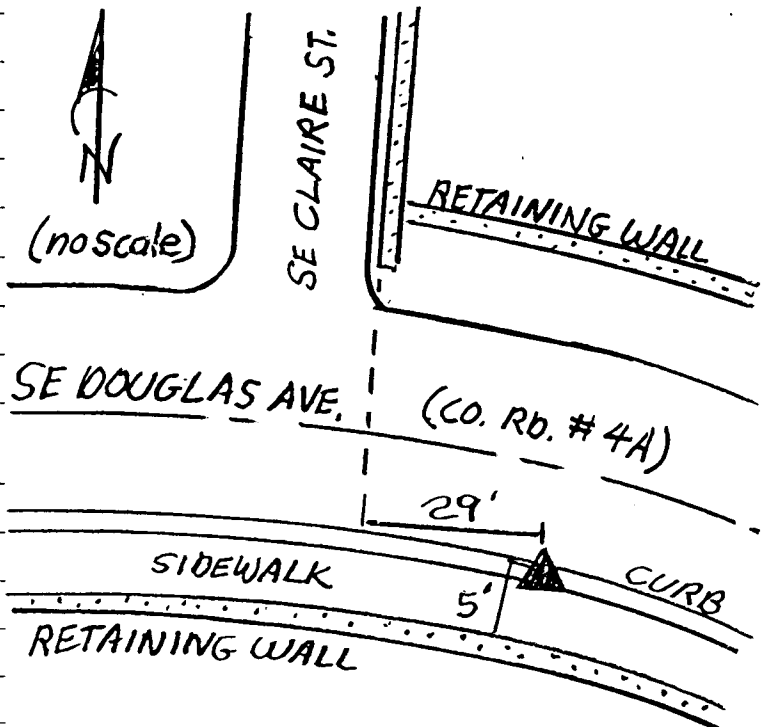 N
(no scale)
SE CLAIRE ST.
RETAINING WALL
SE DOUGLAS AVE.
(CO. RD. # 4A)
29'
SIDEWALK
5'
CURB
RETAINING WALL